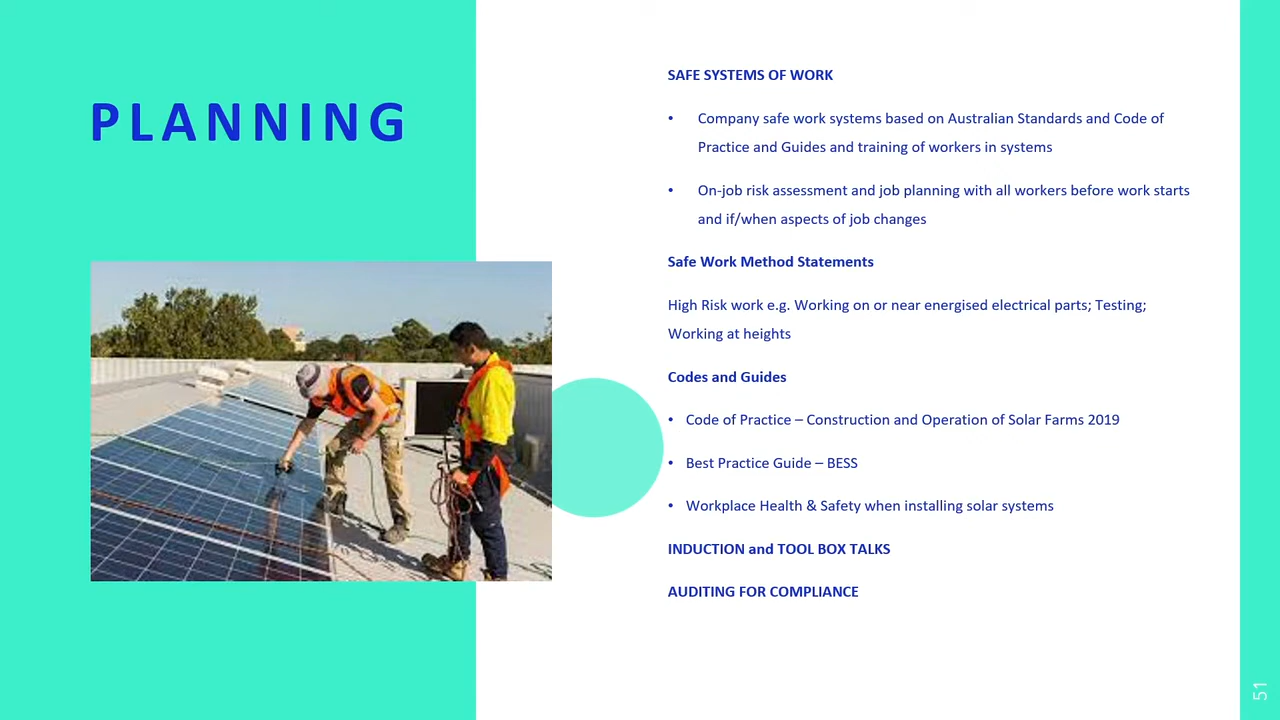 PLANNING
SAFE SYSTEMS OF WORK
• Company safe work systems based on Australian Standards and Code of
Practice and Guides and training of workers in systems
• On-job risk assessment and job planning with all workers before work starts
and if/when aspects of job changes
Safe Work Method Statements
High Risk work e.g. Working on or near energised electrical parts; Testing;
Working at heights
Codes and Guides
• Code of Practice – Construction and Operation of Solar Farms 2019
• Best Practice Guide – BESS
• Workplace Health & Safety when installing solar systems
INDUCTION and TOOL BOX TALKS
AUDITING FOR COMPLIANCE
51